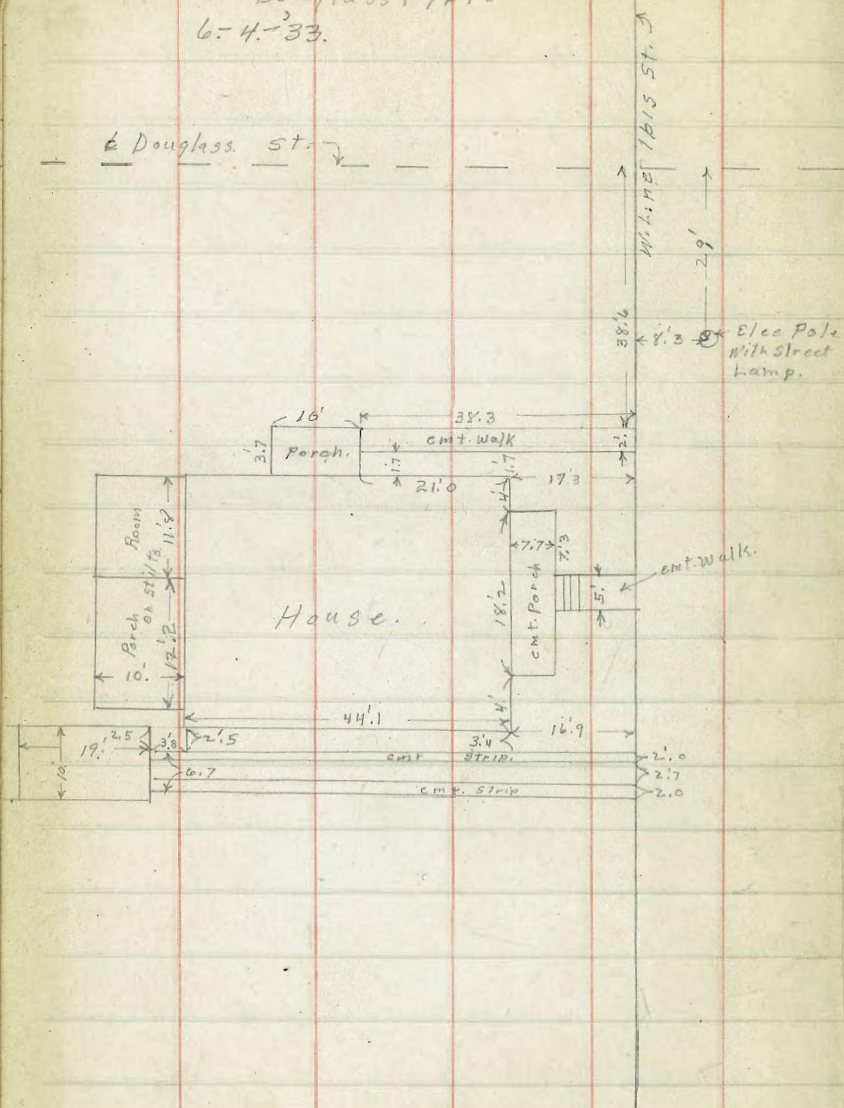 6-4-'33.
℄ Douglass. St.
W. Line 1st St.
29'
38.'6
8.'3
Elec Pole
With Street
Lamp.
16'
38.3
3.'7
Porch.
cmt. Walk
2.'
1.'7
1.'7
21.'0
17.'3
4'
Room
11.'8
on stilts
Porch
12.'2
10.-
House.
7.'7
7.'3
18.'2
cmt. Porch
cmt. Walk.
5.'
4'
44.'1
16.'9
2.5
2.'5
3.'4
19.'
3.'8
10'
cmt Strip.
2.'0
6.7
2.'7
cmt. Strip
2.0